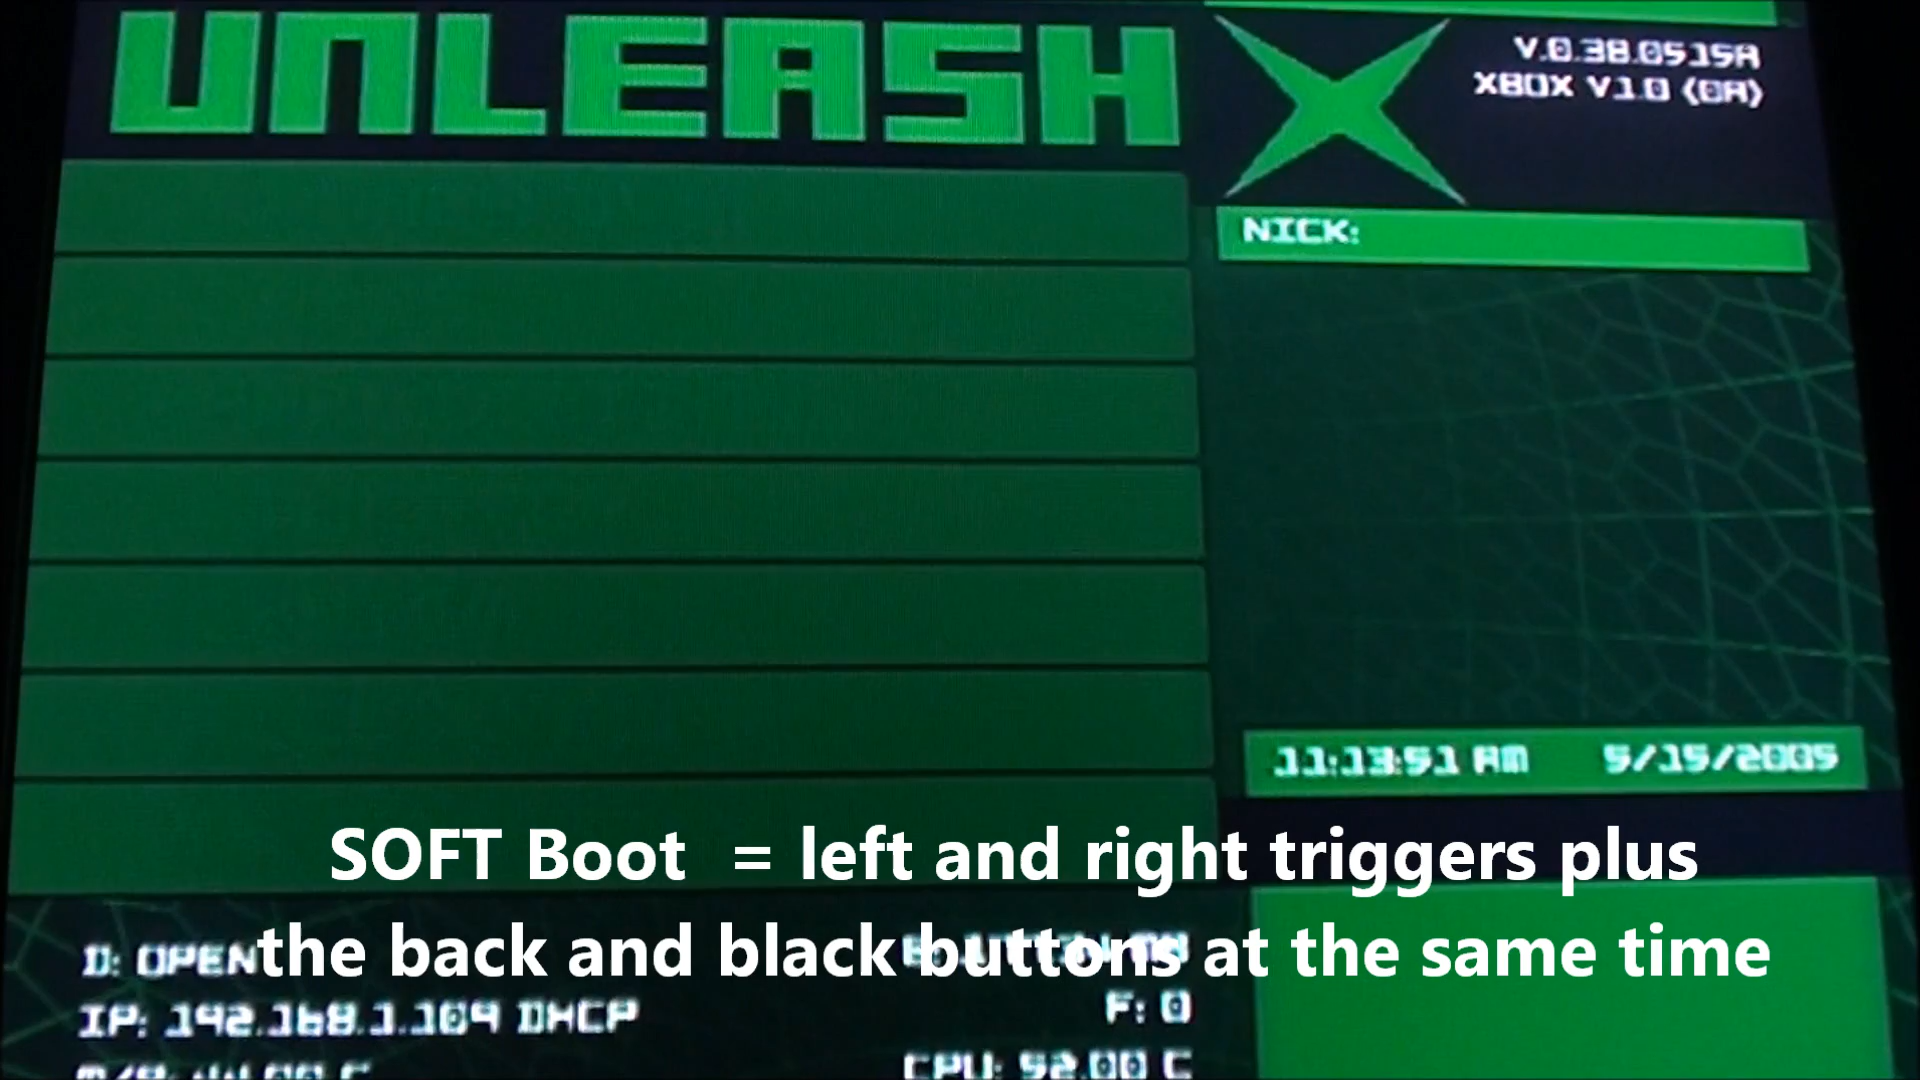 UNLEASH X
V.0.38.0515A
XBOX V1.0 (0A)
NICK:
11:13:51 AM 5/15/2005
SOFT Boot = left and right triggers plus
the back and black buttons at the same time
D: OPEN
IP: 192.168.1.109 DHCP
F: 0
CPU: 52.00 C